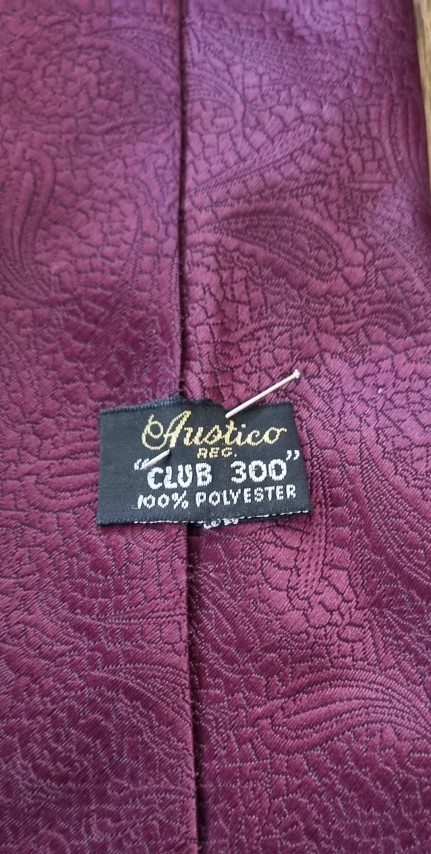 Austico
REG.
"CLUB 300"
100% POLYESTER